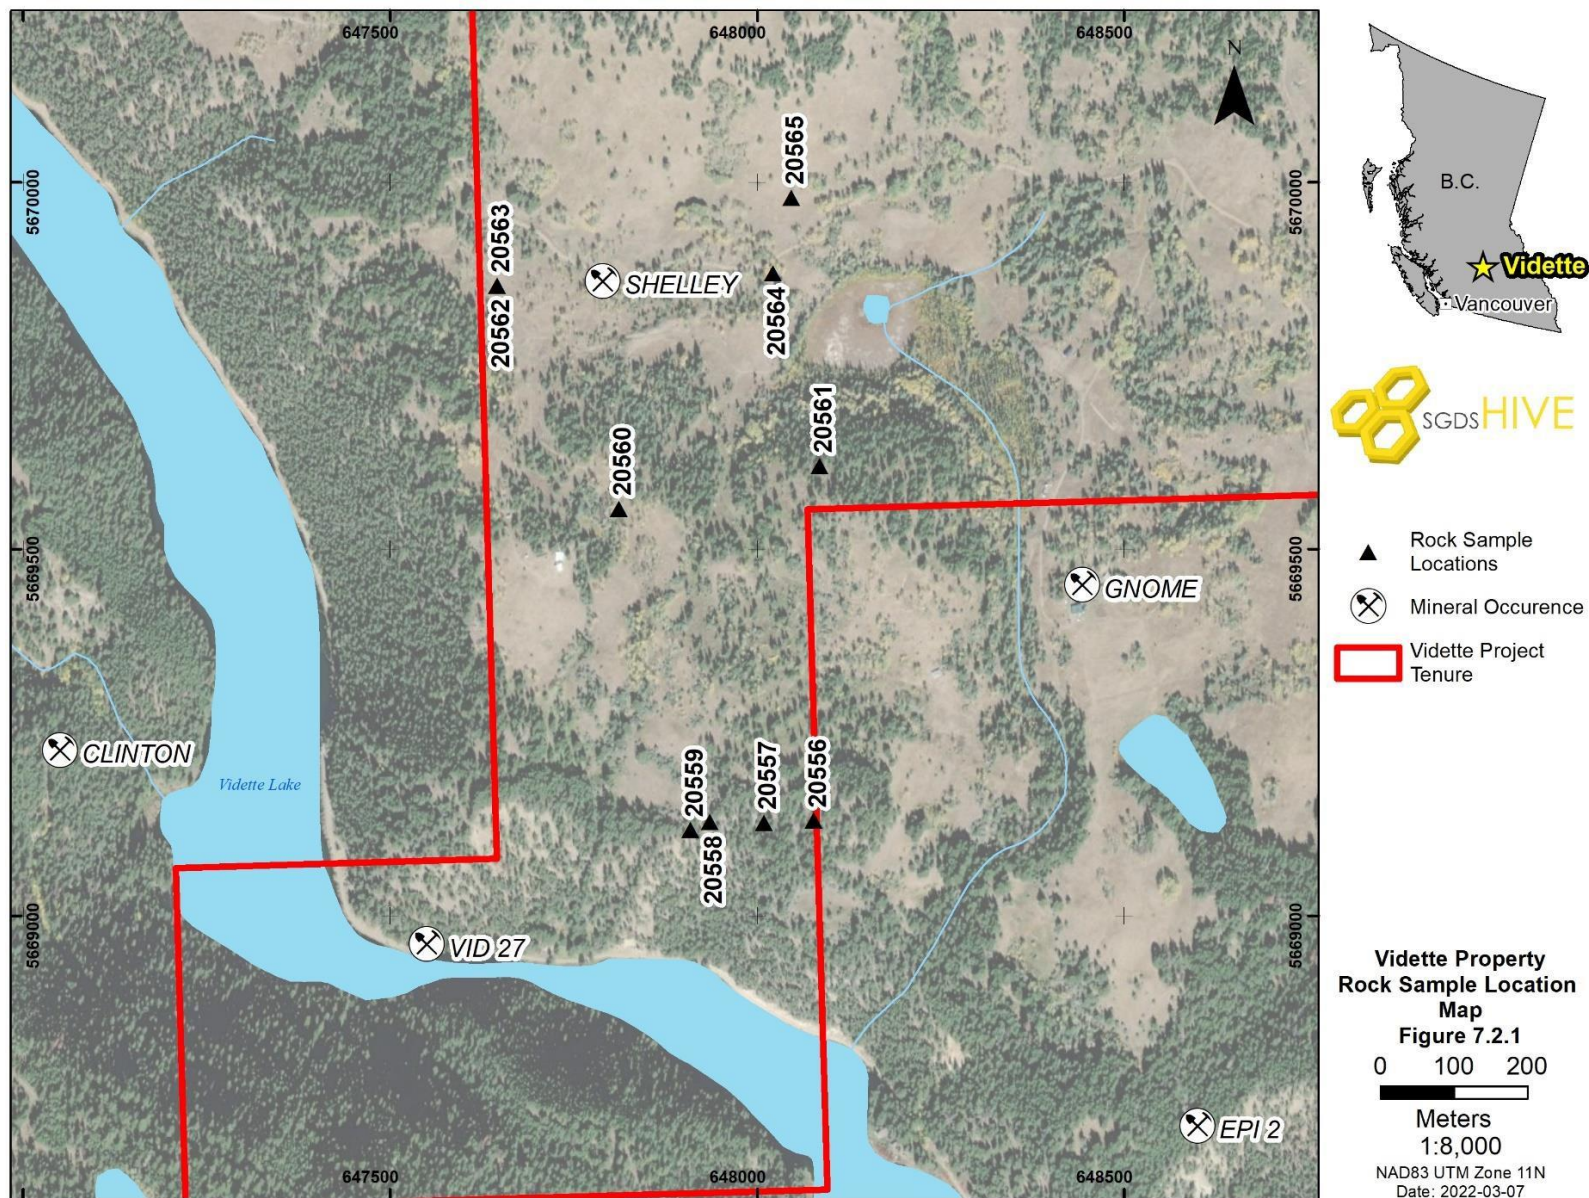 647500
648000
648500
N
5670000
5670000
20565
20563
SHELLEY
20564
20562
20561
20560
5669500
5669500
GNOME
CLINTON
Vidette Lake
20559
20557
20556
20558
5669000
5669000
VID 27
EPI 2
647500
648000
648500
B.C.
Vidette
Vancouver
SGDS HIVE
Rock Sample
Locations
Mineral Occurence
Vidette Project
Tenure
Vidette Property
Rock Sample Location
Map
Figure 7.2.1
0 100 200
Meters
1:8,000
NAD83 UTM Zone 11N
Date: 2022-03-07